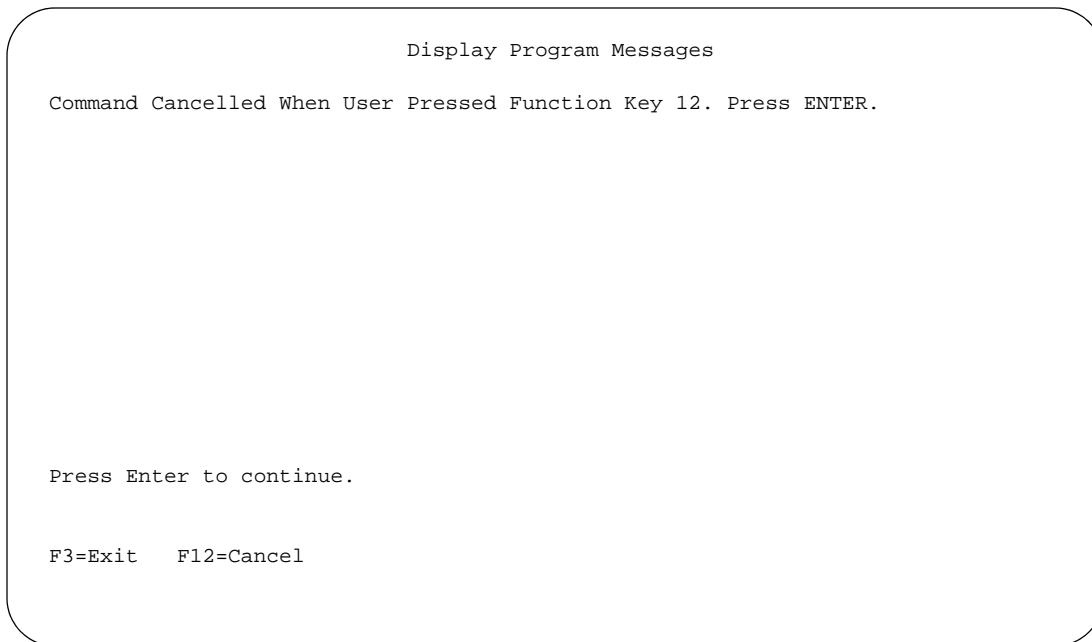 Display Program Messages
Command Cancelled When User Pressed Function Key 12. Press ENTER.
Press Enter to continue.
F3=Exit   F12=Cancel